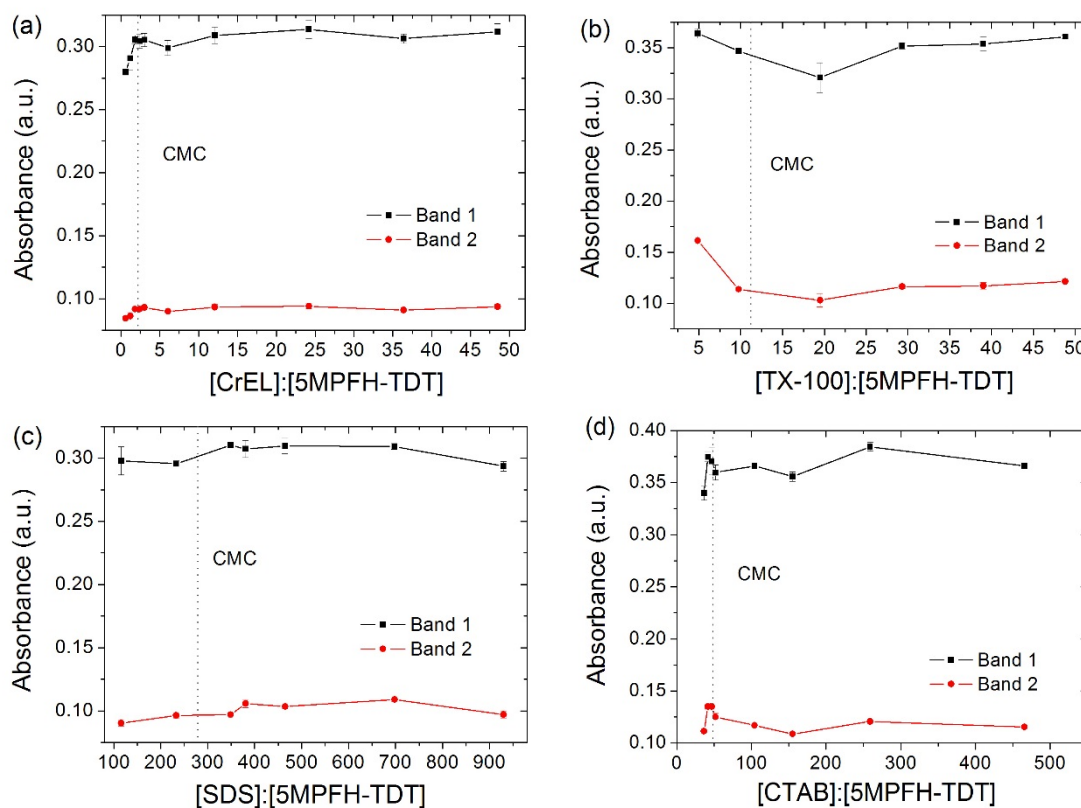 (a)
Absorbance (a.u.)
0.30
0.25
0.20
0.15
0.10
CMC
Band 1
Band 2
0 5 10 15 20 25 30 35 40 45 50
[CrEL]:[5MPFH-TDT]
(b)
Absorbance (a.u.)
0.35
0.30
0.25
0.20
0.15
0.10
CMC
Band 1
Band 2
5 10 15 20 25 30 35 40 45 50
[TX-100]:[5MPFH-TDT]
(c)
Absorbance (a.u.)
0.30
0.25
0.20
0.15
0.10
CMC
Band 1
Band 2
100 200 300 400 500 600 700 800 900
[SDS]:[5MPFH-TDT]
(d)
Absorbance (a.u.)
0.40
0.35
0.30
0.25
0.20
0.15
0.10
CMC
Band 1
Band 2
0 100 200 300 400 500
[CTAB]:[5MPFH-TDT]